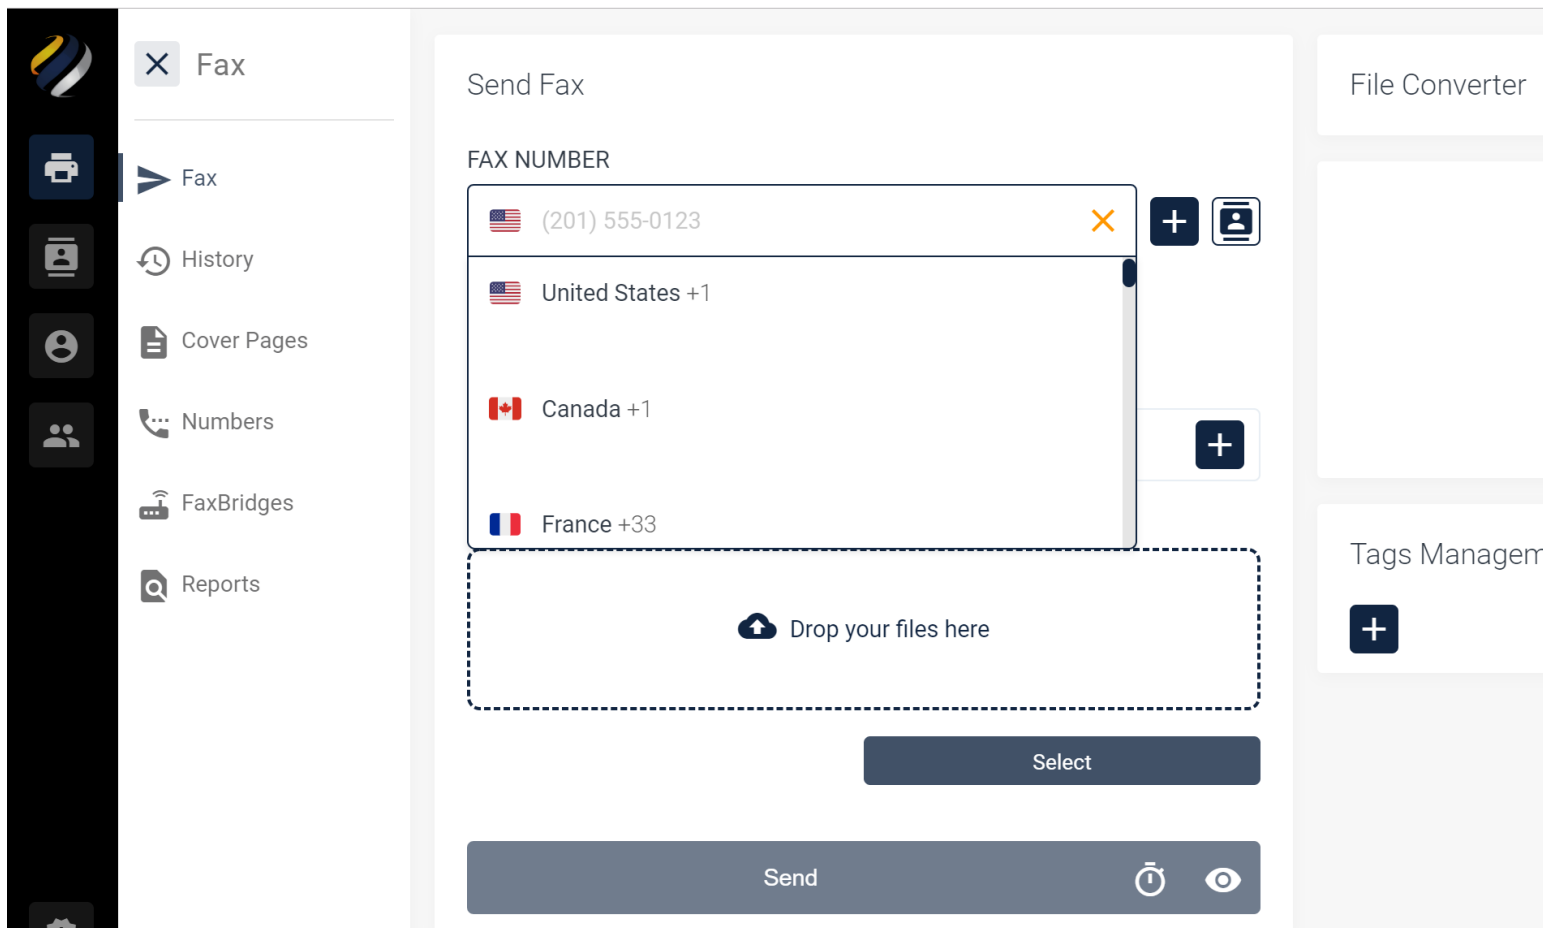 Fax
Fax
History
Cover Pages
Numbers
FaxBridges
Reports
Send Fax
FAX NUMBER
(201) 555-0123
United States +1
Canada +1
France +33
Drop your files here
Select
Send
File Converter
Tags Managem